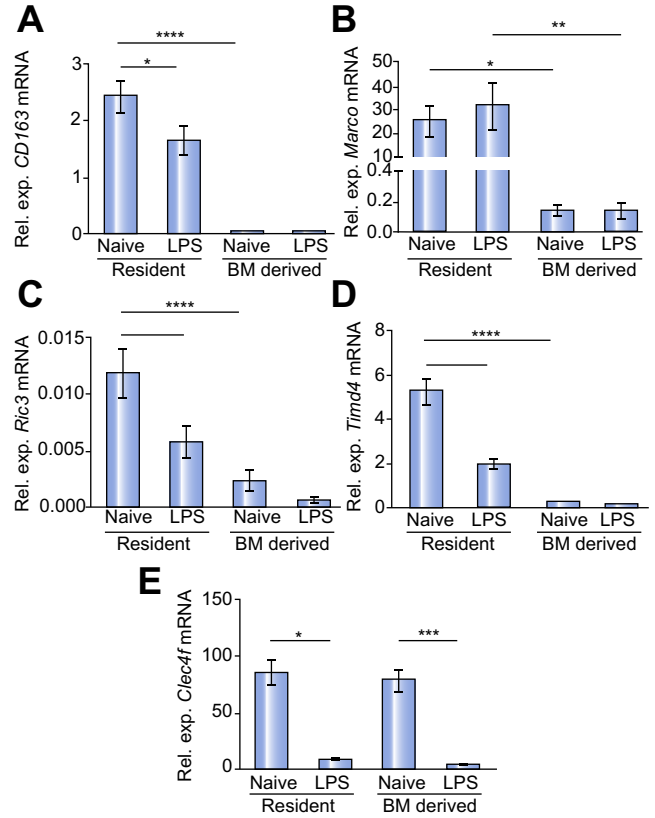 A
Rel. exp. CD163 mRNA
****
*
3
2
1
0
Naive LPS Naive LPS
Resident BM derived
B
Rel. exp. Marco mRNA
**
*
50
40
30
20
10
0.4
0.2
0.0
Naive LPS Naive LPS
Resident BM derived
C
Rel. exp. Ric3 mRNA
****
0.015
0.010
0.005
0.000
Naive LPS Naive LPS
Resident BM derived
D
Rel. exp. Timd4 mRNA
****
8
6
4
2
0
Naive LPS Naive LPS
Resident BM derived
E
Rel. exp. Clec4f mRNA
* ***
150
100
50
0
Naive LPS Naive LPS
Resident BM derived